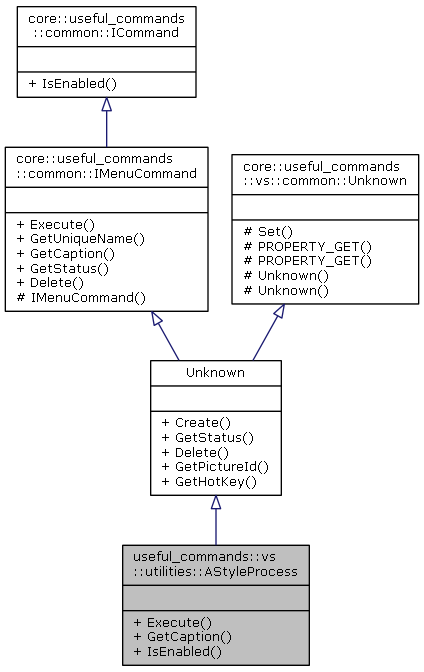 core::useful_commands
::common::ICommand
+ IsEnabled()
core::useful_commands
::common::IMenuCommand
+ Execute()
+ GetUniqueName()
+ GetCaption()
+ GetStatus()
+ Delete()
# IMenuCommand()
core::useful_commands
::vs::common::Unknown
# Set()
# PROPERTY_GET()
# PROPERTY_GET()
# Unknown()
# Unknown()
Unknown
+ Create()
+ GetStatus()
+ Delete()
+ GetPictureId()
+ GetHotKey()
useful_commands::vs
::utilities::AStyleProcess
+ Execute()
+ GetCaption()
+ IsEnabled()